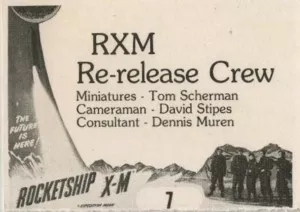 RXM
Re-release Crew
Miniatures - Tom Scherman
Cameraman - David Stipes
Consultant - Dennis Muren
THE
FUTURE
IS
HERE!
ROCKETSHIP X-M
7